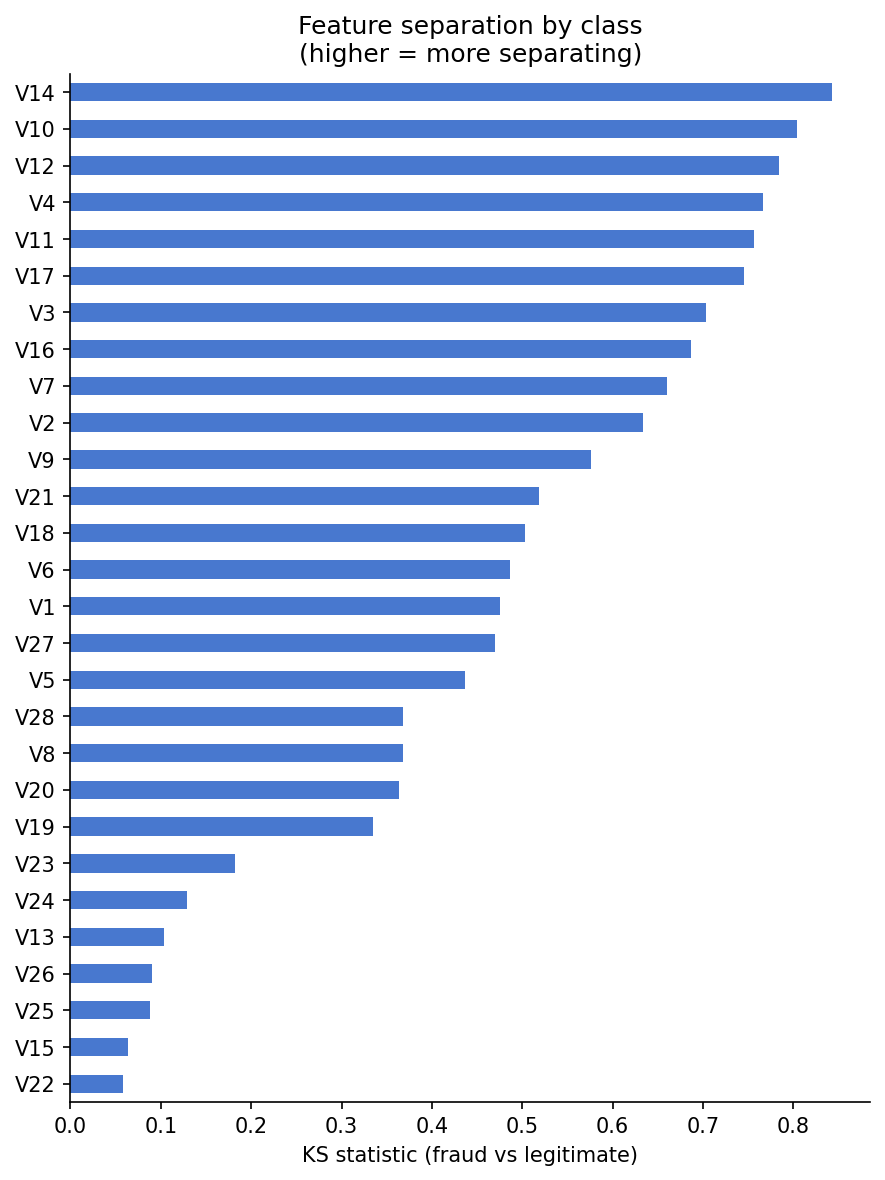 Feature separation by class
(higher = more separating)
V14
V10
V12
V4
V11
V17
V3
V16
V7
V2
V9
V21
V18
V6
V1
V27
V5
V28
V8
V20
V19
V23
V24
V13
V26
V25
V15
V22
0.0 0.1 0.2 0.3 0.4 0.5 0.6 0.7 0.8
KS statistic (fraud vs legitimate)